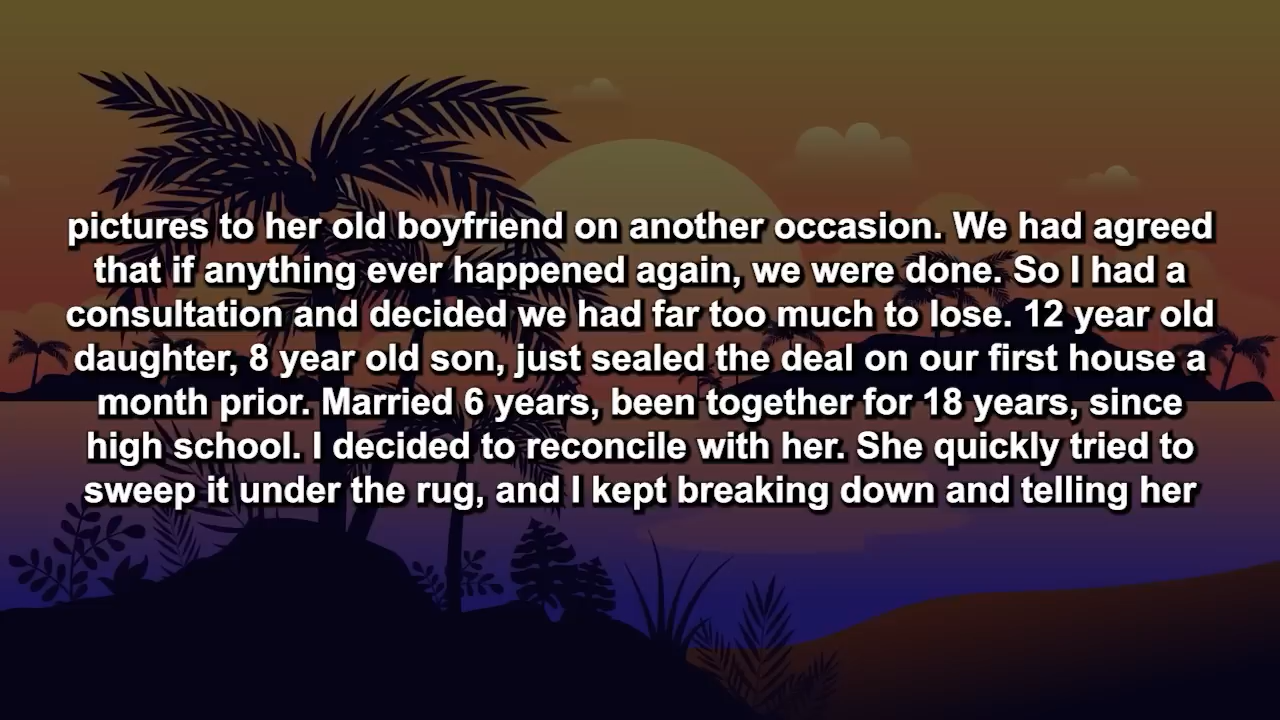 pictures to her old boyfriend on another occasion. We had agreed
that if anything ever happened again, we were done. So I had a
consultation and decided we had far too much to lose. 12 year old
daughter, 8 year old son, just sealed the deal on our first house a
month prior. Married 6 years, been together for 18 years, since
high school. I decided to reconcile with her. She quickly tried to
sweep it under the rug, and I kept breaking down and telling her